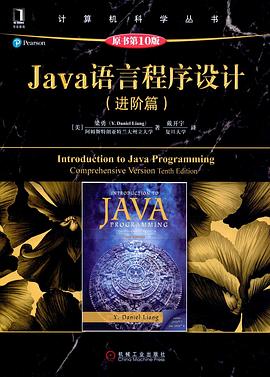 计算机科学丛书
华章教育
Pearson
原书第10版
Java语言程序设计
（进阶篇）
[美] 梁勇（Y. Daniel Liang） 著 戴开宇 译
阿姆斯特朗亚特兰大州立大学 复旦大学
Introduction to Java Programming
Comprehensive Version Tenth Edition
INTRODUCTION TO
JAVA
PROGRAMMING
Y. Daniel Liang
机械工业出版社
China Machine Press